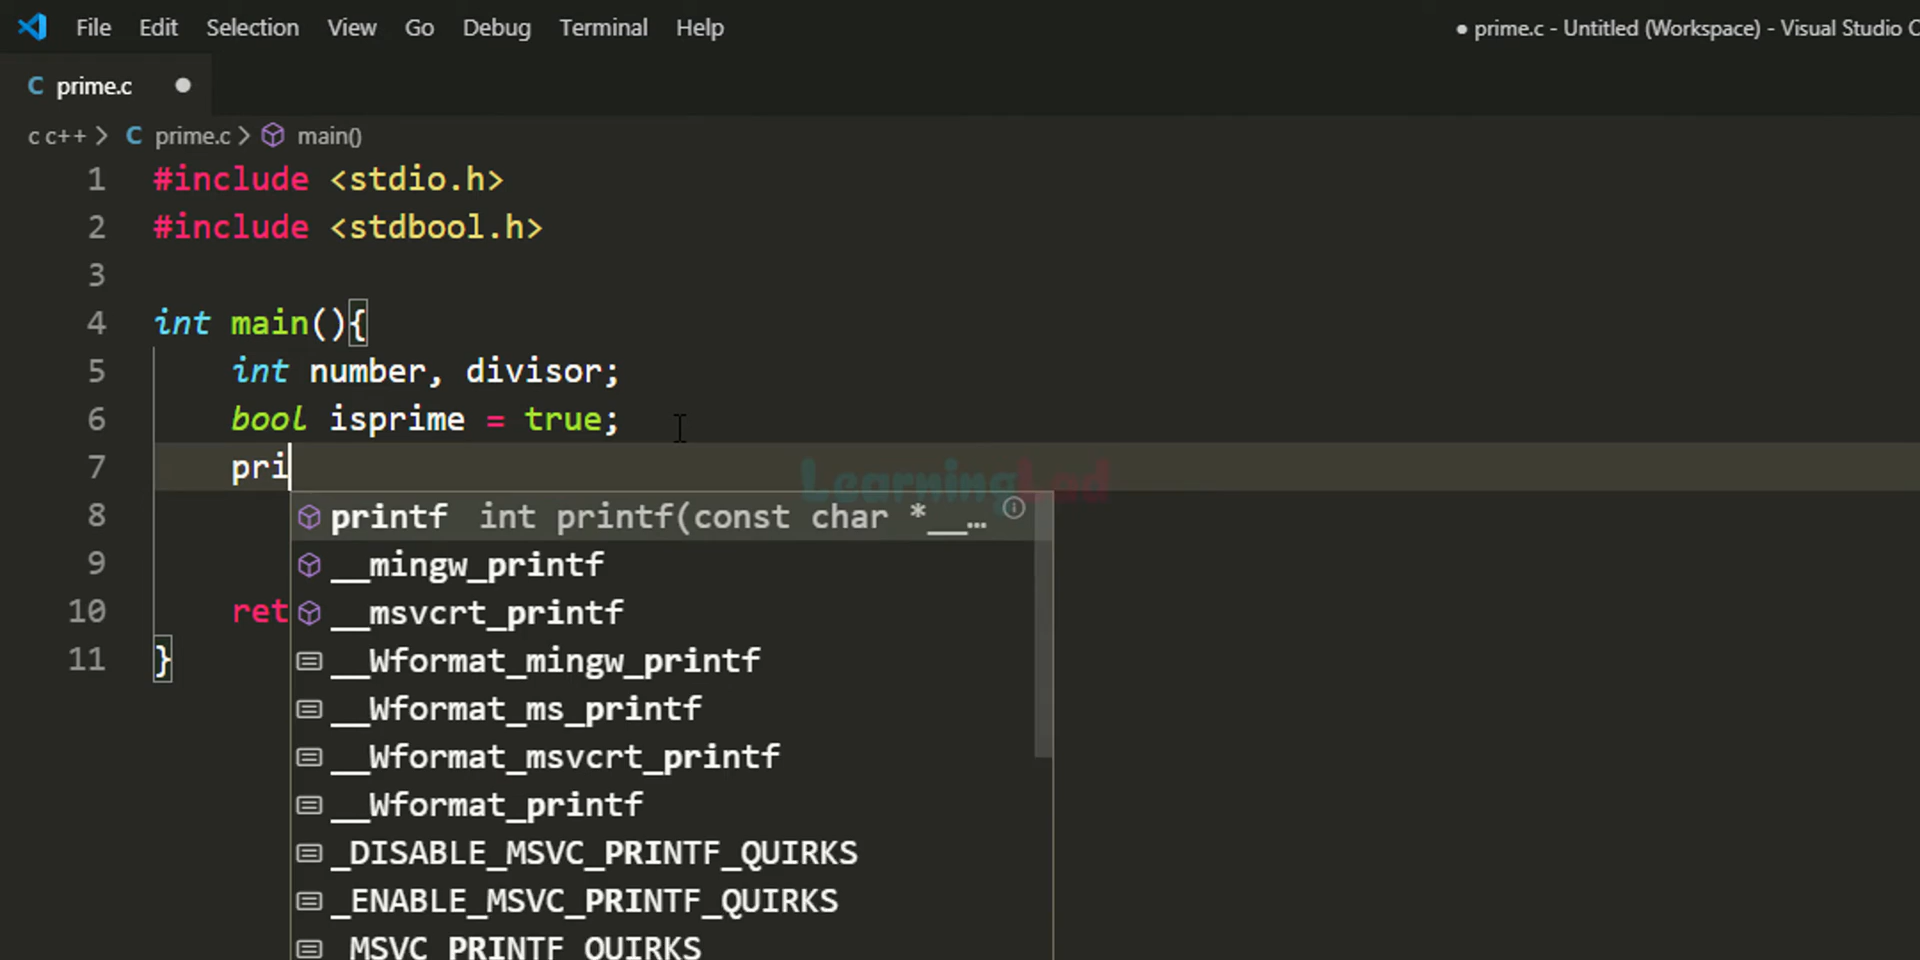 File Edit Selection View Go Debug Terminal Help
● prime.c - Untitled (Workspace) - Visual Studio
C prime.c ●
c c++ > C prime.c > main()
1 #include <stdio.h>
2 #include <stdbool.h>
3
4 int main(){
5 int number, divisor;
6 bool isprime = true;
7 pri
LearningLad
8 printf int printf(const char *__…
9 __mingw_printf
10 ret __msvcrt_printf
11 } __Wformat_mingw_printf
__Wformat_ms_printf
__Wformat_msvcrt_printf
__Wformat_printf
_DISABLE_MSVC_PRINTF_QUIRKS
_ENABLE_MSVC_PRINTF_QUIRKS
_MSVC_PRINTF_QUIRKS